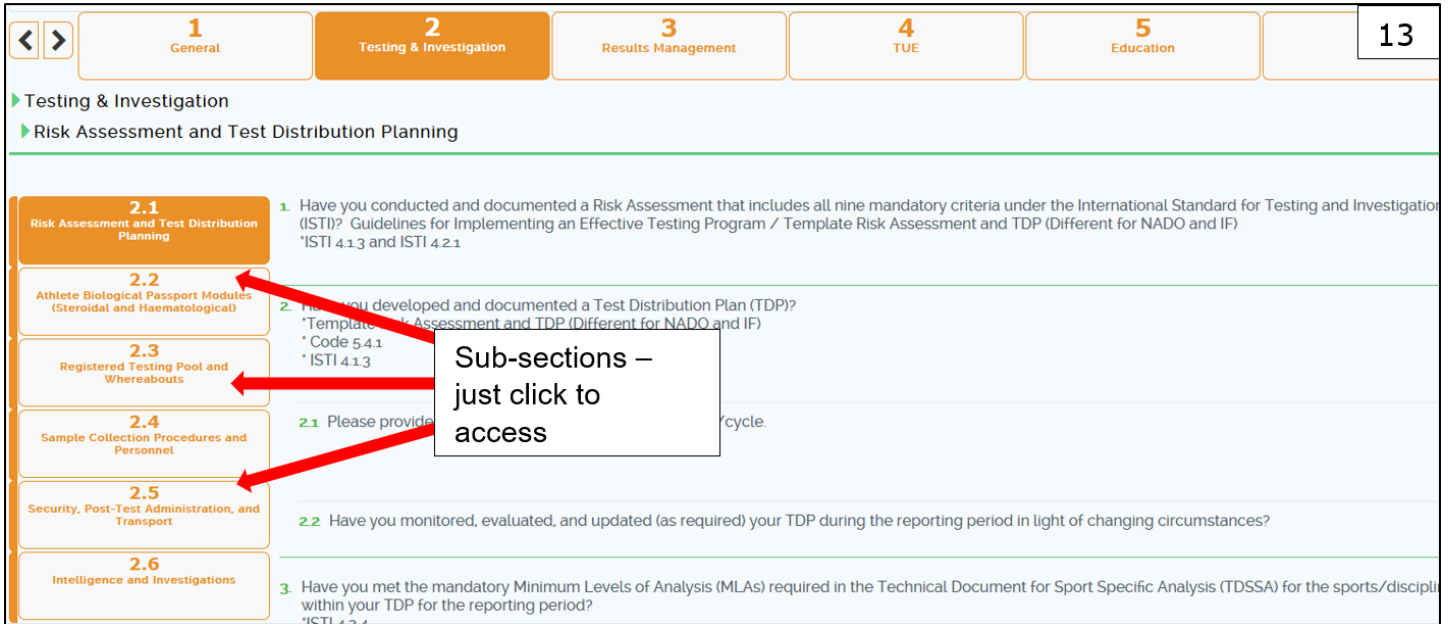 1
General
2
Testing & Investigation
3
Results Management
4
TUE
5
Education
13
Testing & Investigation
Risk Assessment and Test Distribution Planning
2.1
Risk Assessment and Test Distribution
Planning
2.2
Athlete Biological Passport Modules
(Steroidal and Haematological)
2.3
Registered Testing Pool and
Whereabouts
2.4
Sample Collection Procedures and
Personnel
2.5
Security, Post-Test Administration, and
Transport
2.6
Intelligence and Investigations
1. Have you conducted and documented a Risk Assessment that includes all nine mandatory criteria under the International Standard for Testing and Investigation
(ISTI)? Guidelines for Implementing an Effective Testing Program / Template Risk Assessment and TDP (Different for NADO and IF)
*ISTI 4.1.3 and ISTI 4.2.1
2. you developed and documented a Test Distribution Plan (TDP)?
*Template Assessment and TDP (Different for NADO and IF)
* Code 5.4.1
* ISTI 4.1.3
Sub-sections –
just click to
access
2.1 Please provide /cycle.
2.2 Have you monitored, evaluated, and updated (as required) your TDP during the reporting period in light of changing circumstances?
3. Have you met the mandatory Minimum Levels of Analysis (MLAs) required in the Technical Document for Sport Specific Analysis (TDSSA) for the sports/discipli
within your TDP for the reporting period?